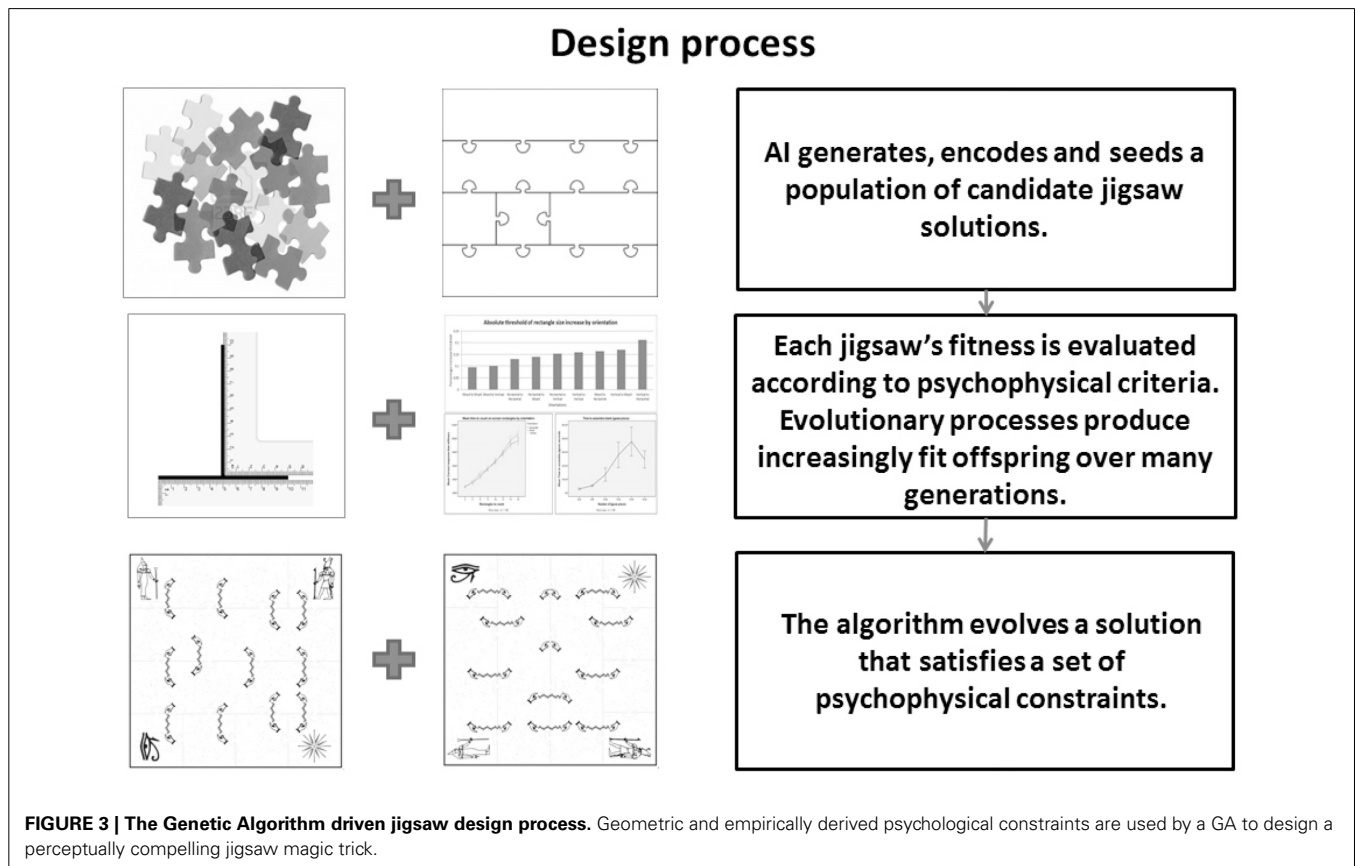 Design process
AI generates, encodes and seeds a
population of candidate jigsaw
solutions.
Absolute threshold of rectangle size increase by orientation
Each jigsaw's fitness is evaluated
according to psychophysical criteria.
Evolutionary processes produce
increasingly fit offspring over many
generations.
The algorithm evolves a solution
that satisfies a set of
psychophysical constraints.
FIGURE 3 | The Genetic Algorithm driven jigsaw design process. Geometric and empirically derived psychological constraints are used by a GA to design a
perceptually compelling jigsaw magic trick.